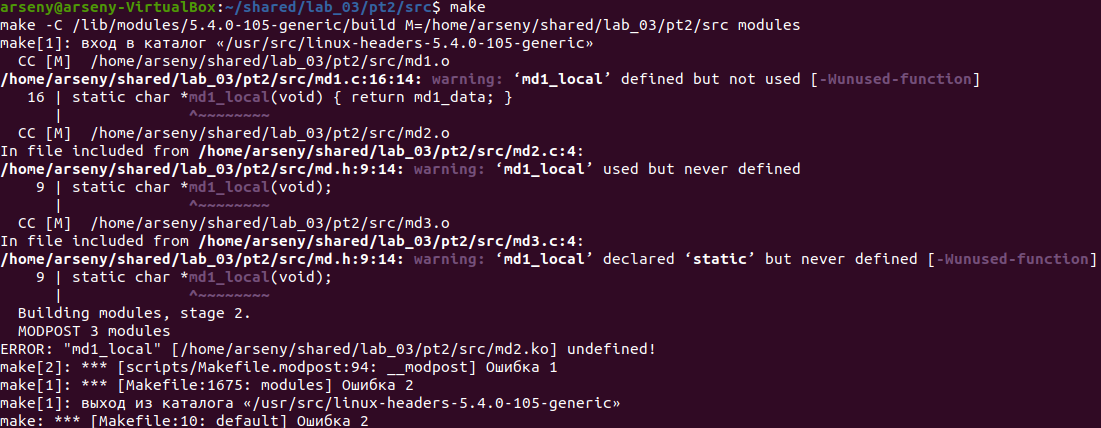 arseny@arseny-VirtualBox:~/shared/lab_03/pt2/src$ make
make -C /lib/modules/5.4.0-105-generic/build M=/home/arseny/shared/lab_03/pt2/src modules
make[1]: вход в каталог «/usr/src/linux-headers-5.4.0-105-generic»
  CC [M]  /home/arseny/shared/lab_03/pt2/src/md1.o
/home/arseny/shared/lab_03/pt2/src/md1.c:16:14: warning: ‘md1_local’ defined but not used [-Wunused-function]
   16 | static char *md1_local(void) { return md1_data; }
      |              ^~~~~~~~~
  CC [M]  /home/arseny/shared/lab_03/pt2/src/md2.o
In file included from /home/arseny/shared/lab_03/pt2/src/md2.c:4:
/home/arseny/shared/lab_03/pt2/src/md.h:9:14: warning: ‘md1_local’ used but never defined
    9 | static char *md1_local(void);
      |              ^~~~~~~~~
  CC [M]  /home/arseny/shared/lab_03/pt2/src/md3.o
In file included from /home/arseny/shared/lab_03/pt2/src/md3.c:4:
/home/arseny/shared/lab_03/pt2/src/md.h:9:14: warning: ‘md1_local’ declared ‘static’ but never defined [-Wunused-function]
    9 | static char *md1_local(void);
      |              ^~~~~~~~~
  Building modules, stage 2.
  MODPOST 3 modules
ERROR: "md1_local" [/home/arseny/shared/lab_03/pt2/src/md2.ko] undefined!
make[2]: *** [scripts/Makefile.modpost:94: __modpost] Ошибка 1
make[1]: *** [Makefile:1675: modules] Ошибка 2
make[1]: выход из каталога «/usr/src/linux-headers-5.4.0-105-generic»
make: *** [Makefile:10: default] Ошибка 2